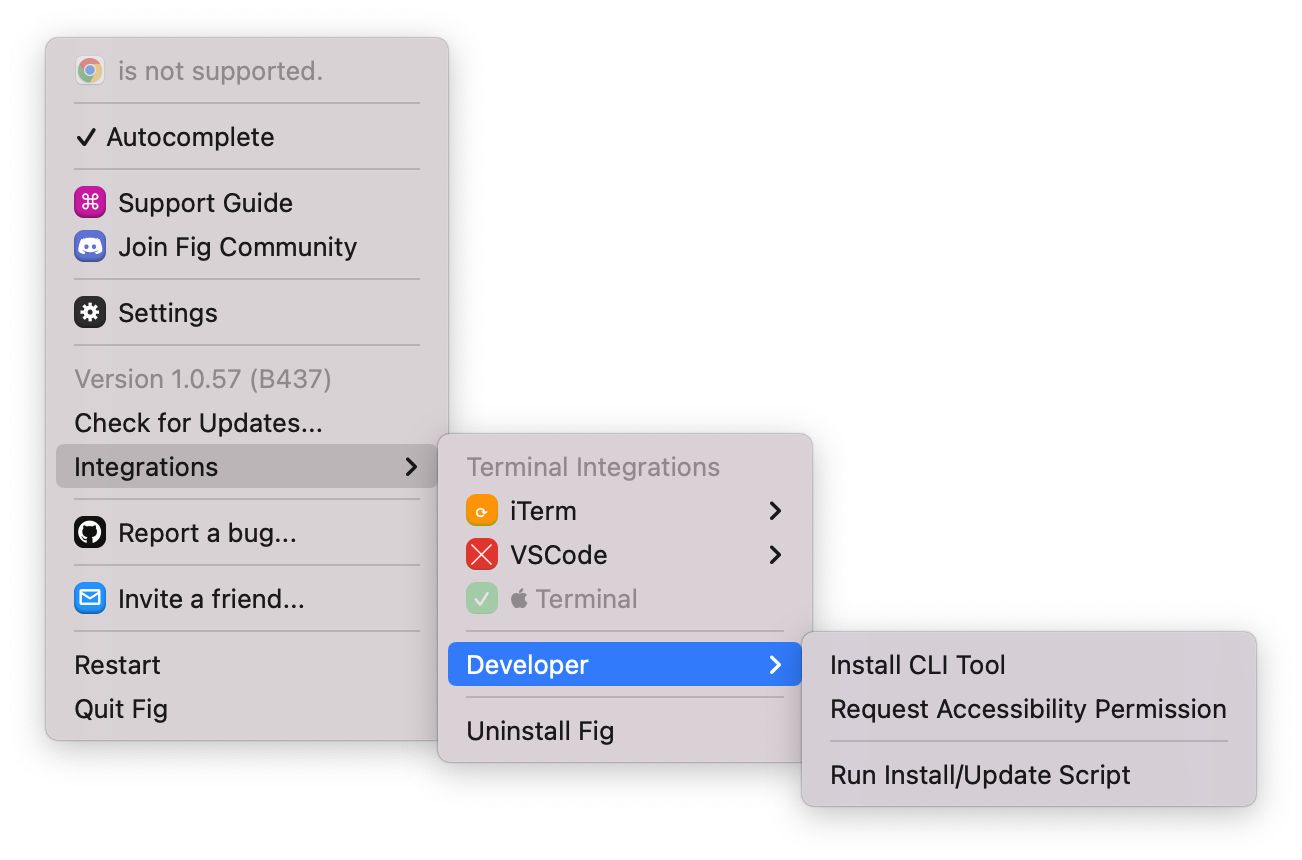 is not supported.
✓ Autocomplete
Support Guide
Join Fig Community
Settings
Version 1.0.57 (B437)
Check for Updates...
Integrations
Report a bug...
Invite a friend...
Restart
Quit Fig
Terminal Integrations
iTerm
VSCode
Terminal
Developer
Uninstall Fig
Install CLI Tool
Request Accessibility Permission
Run Install/Update Script